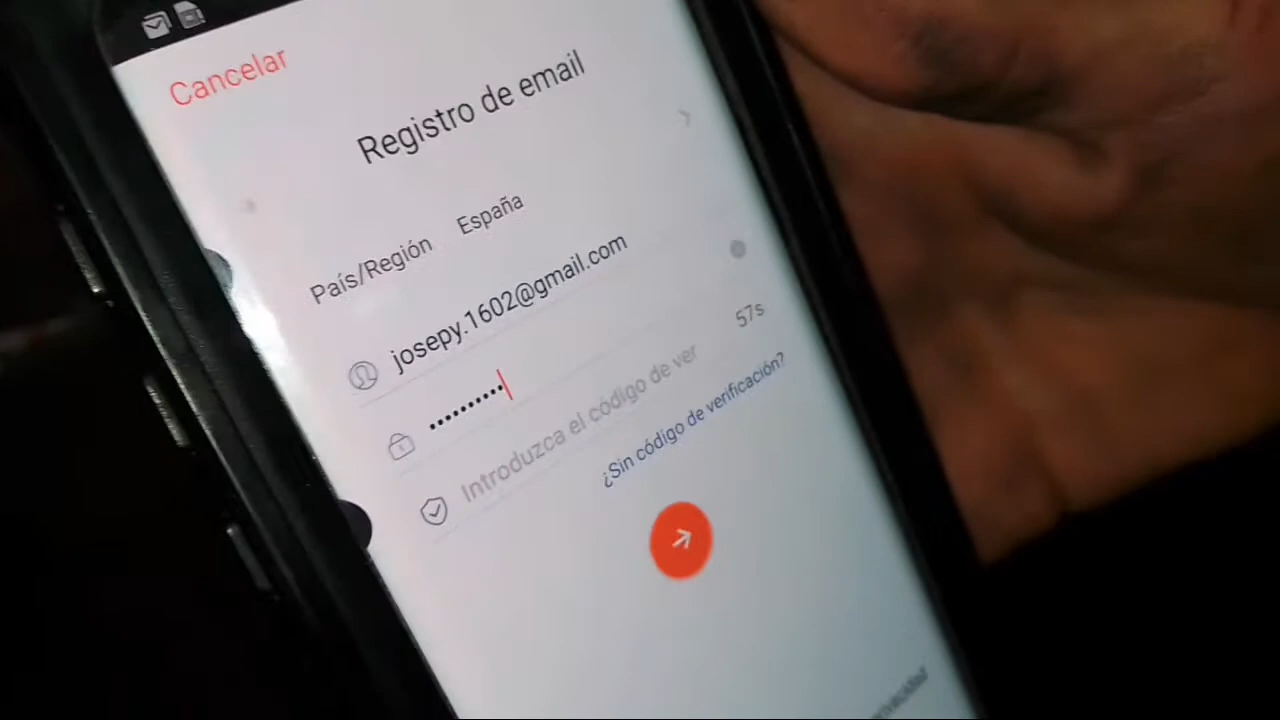 Cancelar
Registro de email
País/Región España
josepy.1602@gmail.com
••••••••••
Introduzca el código de ver 57s
¿Sin código de verificación?